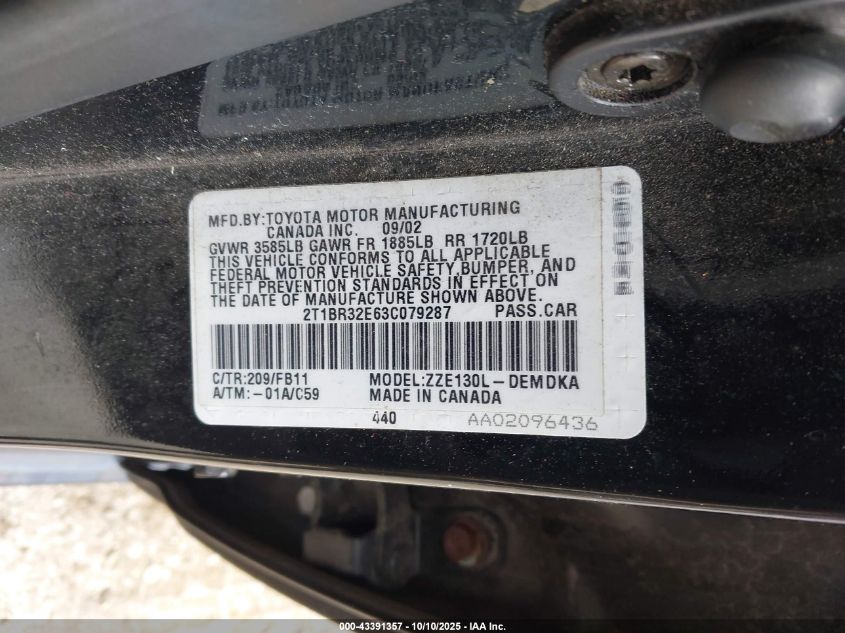 MFD.BY:TOYOTA MOTOR MANUFACTURING
CANADA INC. 09/02
GVWR 3585LB GAWR FR 1885LB RR 1720LB
THIS VEHICLE CONFORMS TO ALL APPLICABLE
FEDERAL MOTOR VEHICLE SAFETY,BUMPER, AND
THEFT PREVENTION STANDARDS IN EFFECT ON
THE DATE OF MANUFACTURE SHOWN ABOVE.
2T1BR32E63C079287 PASS.CAR
C/TR:209/FB11 MODEL:ZZE130L-DEMDKA
A/TM:-01A/C59 MADE IN CANADA
440 AA02096436
000-43391357 - 10/10/2025 - IAA Inc.